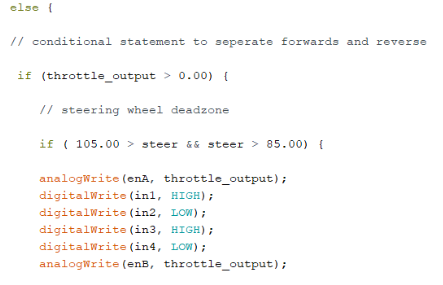 else {
// conditional statement to seperate forwards and reverse
if (throttle_output > 0.00) {
// steering wheel deadzone
if ( 105.00 > steer && steer > 85.00) {
analogWrite(enA, throttle_output);
digitalWrite(in1, HIGH);
digitalWrite(in2, LOW);
digitalWrite(in3, HIGH);
digitalWrite(in4, LOW);
analogWrite(enB, throttle_output);